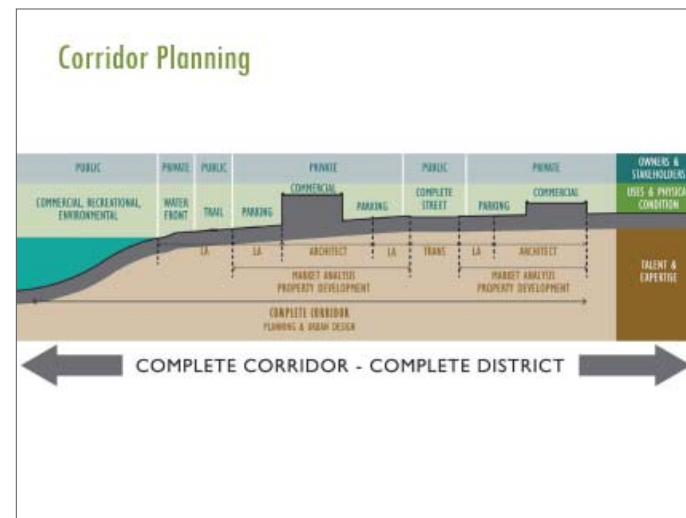 Corridor Planning
PUBLIC PRIVATE PUBLIC PRIVATE PUBLIC PRIVATE OWNERS &
STAKEHOLDERS
COMMERCIAL, RECREATIONAL,
ENVIRONMENTAL
WATER
FRONT
TRAIL
PARKING
COMMERCIAL
PARKING
COMPLETE
STREET
PARKING
COMMERCIAL
USES & PHYSICAL
CONDITION
LA LA ARCHITECT LA TRANS LA ARCHITECT
MARKET ANALYSIS
PROPERTY DEVELOPMENT
MARKET ANALYSIS
PROPERTY DEVELOPMENT
TALENT &
EXPERTISE
COMPLETE CORRIDOR
PLANNING & URBAN DESIGN
COMPLETE CORRIDOR - COMPLETE DISTRICT